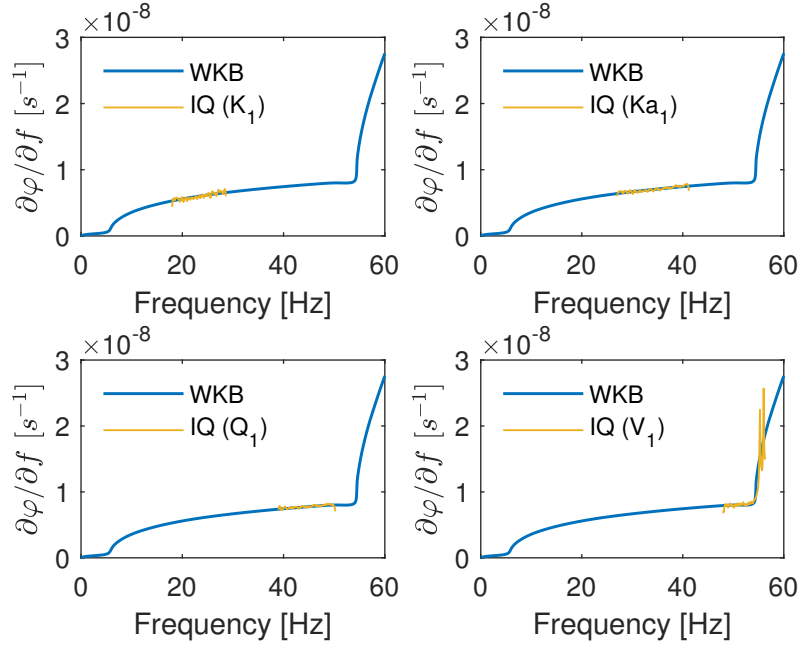 ×10⁻⁸
3
2
1
0
∂φ/∂f [s⁻¹]
WKB
IQ (K₁)
0 20 40 60
Frequency [Hz]
×10⁻⁸
3
2
1
0
∂φ/∂f [s⁻¹]
WKB
IQ (Ka₁)
0 20 40 60
Frequency [Hz]
×10⁻⁸
3
2
1
0
∂φ/∂f [s⁻¹]
WKB
IQ (Q₁)
0 20 40 60
Frequency [Hz]
×10⁻⁸
3
2
1
0
∂φ/∂f [s⁻¹]
WKB
IQ (V₁)
0 20 40 60
Frequency [Hz]